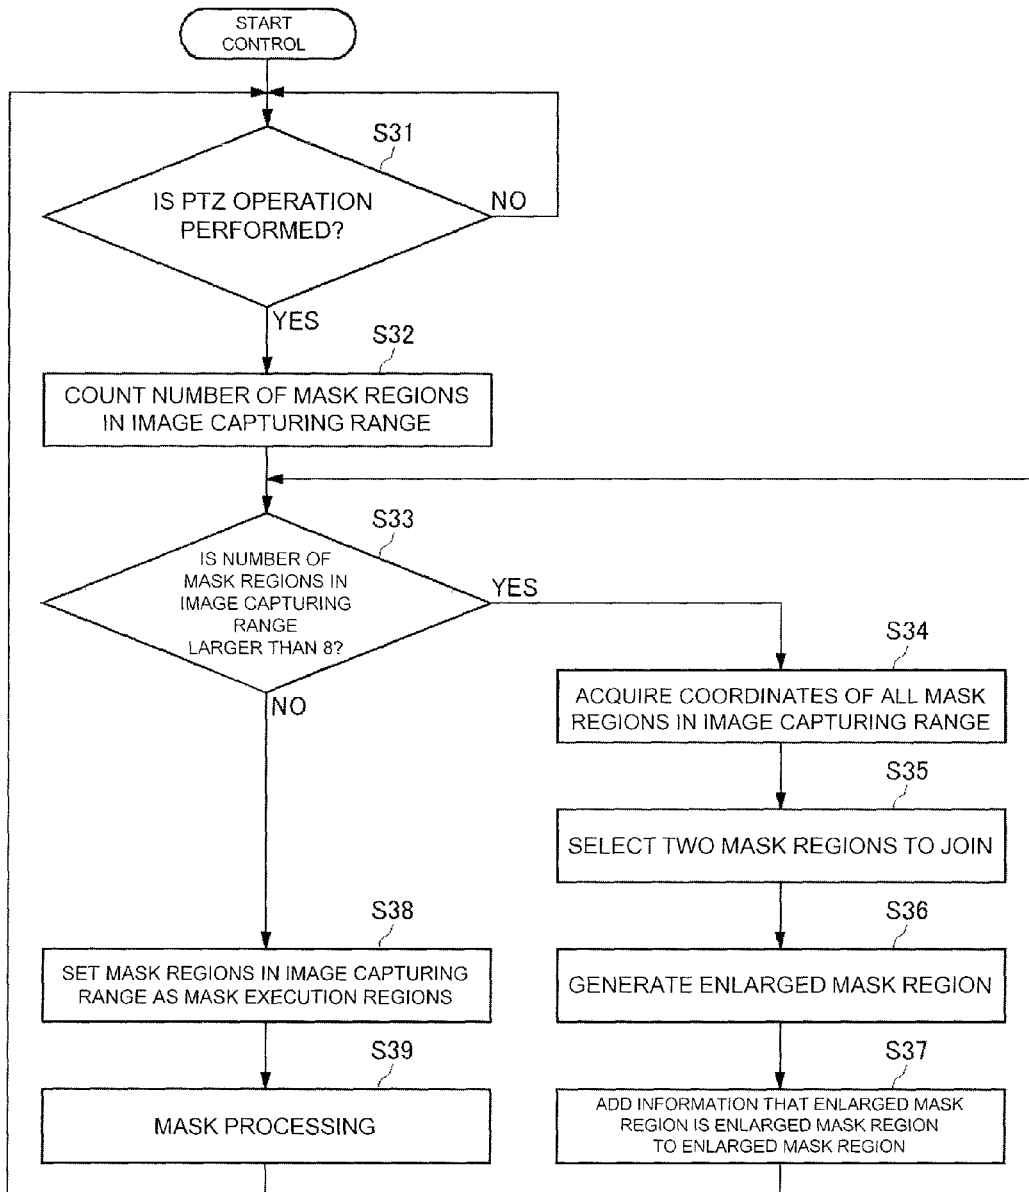 START
CONTROL
S31
IS PTZ OPERATION
PERFORMED?
NO
YES
S32
COUNT NUMBER OF MASK REGIONS
IN IMAGE CAPTURING RANGE
S33
IS NUMBER OF
MASK REGIONS IN
IMAGE CAPTURING
RANGE
LARGER THAN 8?
YES
NO
S34
ACQUIRE COORDINATES OF ALL MASK
REGIONS IN IMAGE CAPTURING RANGE
S35
SELECT TWO MASK REGIONS TO JOIN
S36
GENERATE ENLARGED MASK REGION
S37
ADD INFORMATION THAT ENLARGED MASK
REGION IS ENLARGED MASK REGION
TO ENLARGED MASK REGION
S38
SET MASK REGIONS IN IMAGE CAPTURING
RANGE AS MASK EXECUTION REGIONS
S39
MASK PROCESSING